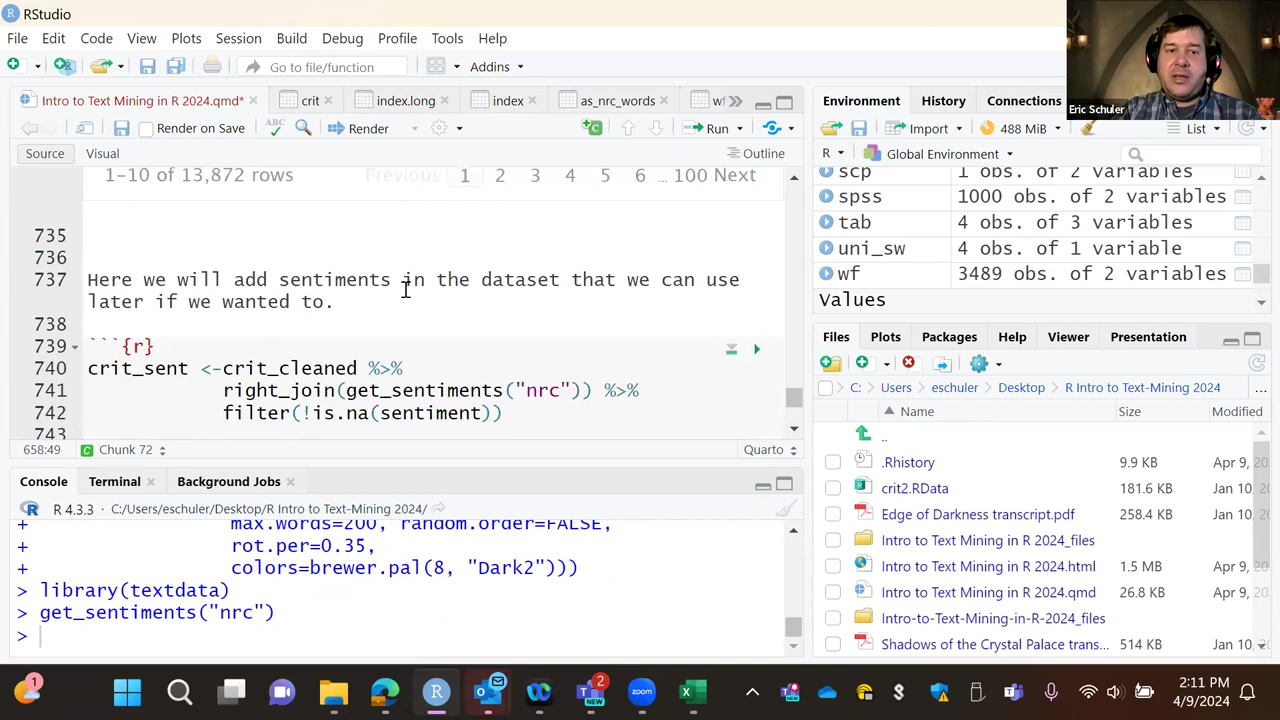 RStudio
File Edit Code View Plots Session Build Debug Profile Tools Help
Go to file/function Addins
Intro to Text Mining in R 2024.qmd* crit index.long index as_nrc_words wf
Render on Save ABC Render Run
Source Visual Outline
1-10 of 13,872 rows Previous 1 2 3 4 5 6 ... 100 Next
735
736
737 Here we will add sentiments in the dataset that we can use
later if we wanted to.
738
739 ```{r}
740 crit_sent <-crit_cleaned %>%
741 right_join(get_sentiments("nrc")) %>%
742 filter(!is.na(sentiment))
743
658:49 Chunk 72 Quarto
Console Terminal Background Jobs
R 4.3.3 · C:/Users/eschuler/Desktop/R Intro to Text-Mining 2024/
+ max.words=200, random.order=FALSE,
+ rot.per=0.35,
+ colors=brewer.pal(8, "Dark2")))
> library(textdata)
> get_sentiments("nrc")
>
Eric Schuler
Environment History Connections
Import 488 MiB List
R Global Environment
scp 1 obs. of 2 variables
spss 1000 obs. of 2 variables
tab 4 obs. of 3 variables
uni_sw 4 obs. of 1 variable
wf 3489 obs. of 2 variables
Values
Files Plots Packages Help Viewer Presentation
C: Users eschuler Desktop R Intro to Text-Mining 2024 ...
Name Size Modified
..
.Rhistory 9.9 KB Apr 9, 20
crit2.RData 181.6 KB Jan 10,
Edge of Darkness transcript.pdf 258.4 KB Jan 10,
Intro to Text Mining in R 2024_files
Intro to Text Mining in R 2024.html 1.5 MB Apr 9, 20
Intro to Text Mining in R 2024.qmd 26.8 KB Apr 9, 20
Intro-to-Text-Mining-in-R-2024_files
Shadows of the Crystal Palace trans... 514 KB Jan 10,
1 2 NEW zoom
2:11 PM
4/9/2024